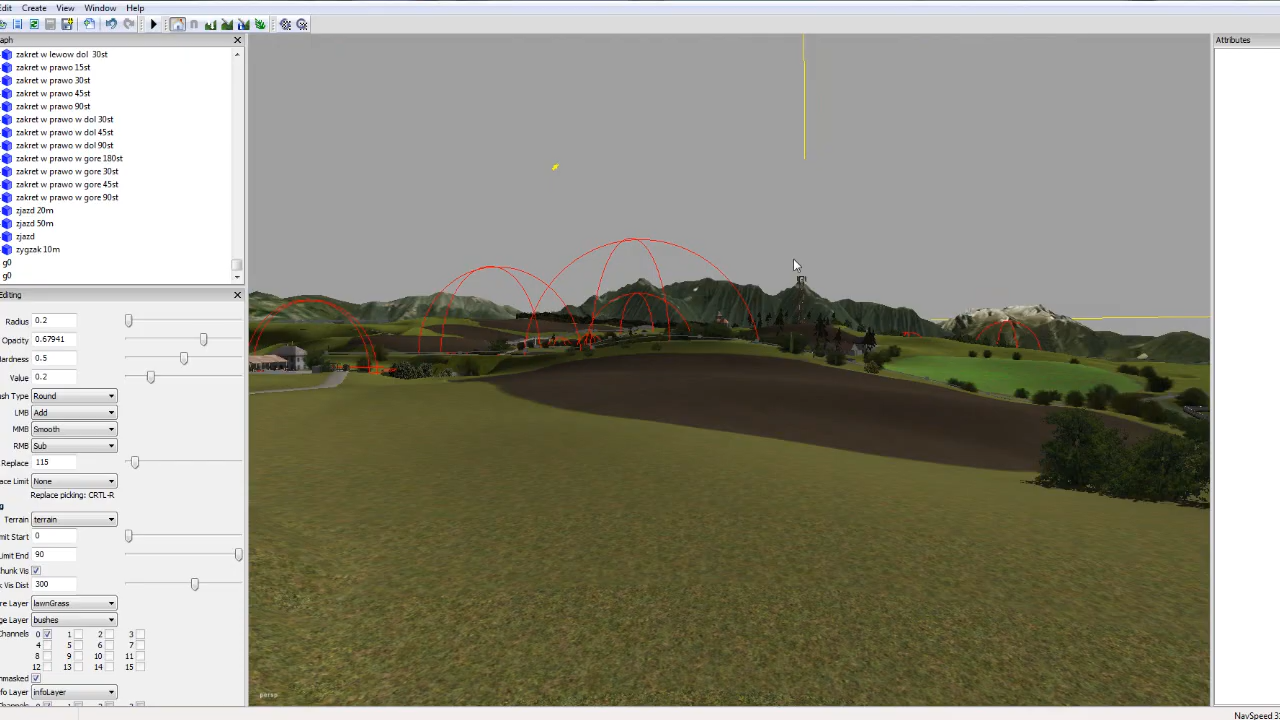 Edit Create View Window Help
aph
Attributes
zakret w lewow dol 30st
zakret w prawo 15st
zakret w prawo 30st
zakret w prawo 45st
zakret w prawo 90st
zakret w prawo w dol 30st
zakret w prawo w dol 45st
zakret w prawo w dol 90st
zakret w prawo w gore 180st
zakret w prawo w gore 30st
zakret w prawo w gore 45st
zakret w prawo w gore 90st
zjazd 20m
zjazd 50m
zjazd
zygzak 10m
g0
g0
Editing
Radius 0.2
Opacity 0.67941
Hardness 0.5
Value 0.2
ush Type Round
LMB Add
MMB Smooth
RMB Sub
Replace 115
ace Limit None
Replace picking: CRTL-R
g
Terrain terrain
mit Start 0
Limit End 90
hunk Vis
k Vis Dist 300
re Layer lawnGrass
ge Layer bushes
Channels 0 1 2 3
4 5 6 7
8 9 10 11
12 13 14 15
nmasked
fo Layer infoLayer
persp
NavSpeed 3